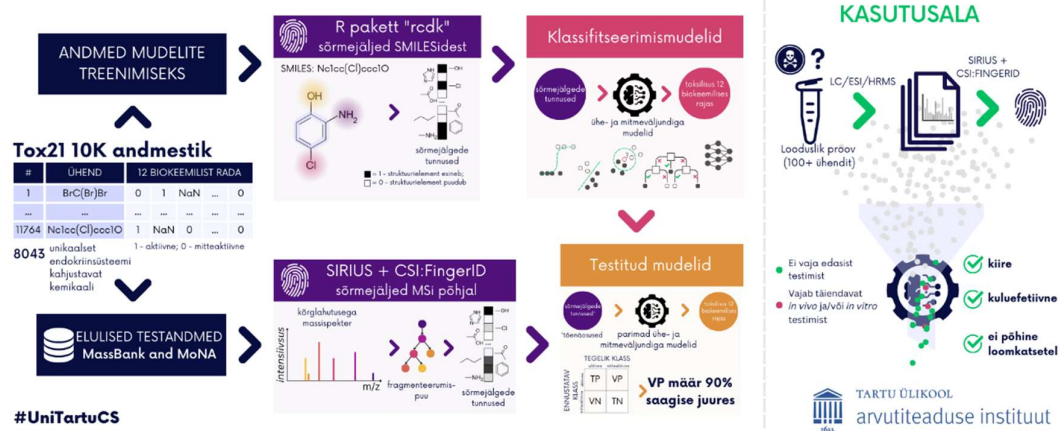 ANDMED MUDELITE
TREENIMISEKS
Tox21 10K andmestik
# ÜHEND 12 BIOKEEMILIST RADA
1 BrC(Br)Br 0 1 NaN ... 0
... ... ... ... ... ... ...
11764 Nc1cc(Cl)ccc1O 1 NaN 0 ... 0
8043 unikaalset
endokriinsüsteemi
kahjustavat
kemikaali
1 - aktiivne; 0 - mitteaktiivne
ELULISED TESTANDMED
MassBank and MoNA
#UniTartuCS
R pakett "rcdk"
sõrmejäljed SMILESidest
SMILES: Nc1cc(Cl)ccc1O
OH
NH2
Cl
sõrmejälgede
tunnused
= 1 - struktuurielement esineb;
= 0 - struktuurielement puudub
SIRIUS + CSI:FingerID
sõrmejäljed MSi põhjal
kõrglahutusega
massispekter
intensiivsus
m/z
fragmenteerumis-
puu
sõrmejälgede
tunnused
Klassifitseerimismudelid
sõrmejälgede
tunnused
toksilisus 12
biokeemilises
rajas
ühe- ja mitmeväljundiga
mudelid
Testitud mudelid
sõrmejälgede
tunnused*
*tõenäosused
toksilisus 12
biokeemilises
rajas
parimad ühe- ja
mitmeväljundiga mudelid
TEGELIK KLASS
ENNUSTATAV
KLASS
TP VP
VN TN
VP määr 90%
saagise juures
KASUTUSALA
?
LC/ESI/HRMS
SIRIUS +
CSI:FINGERID
Looduslik proov
(100+ ühendit)
Ei vaja edasist
testimist
Vajab täiendavat
in vivo ja/või in vitro
testimist
kiire
kuluefetiivne
ei põhine
loomkatsetel
TARTU ÜLIKOOL
arvutiteaduse instituut
1632